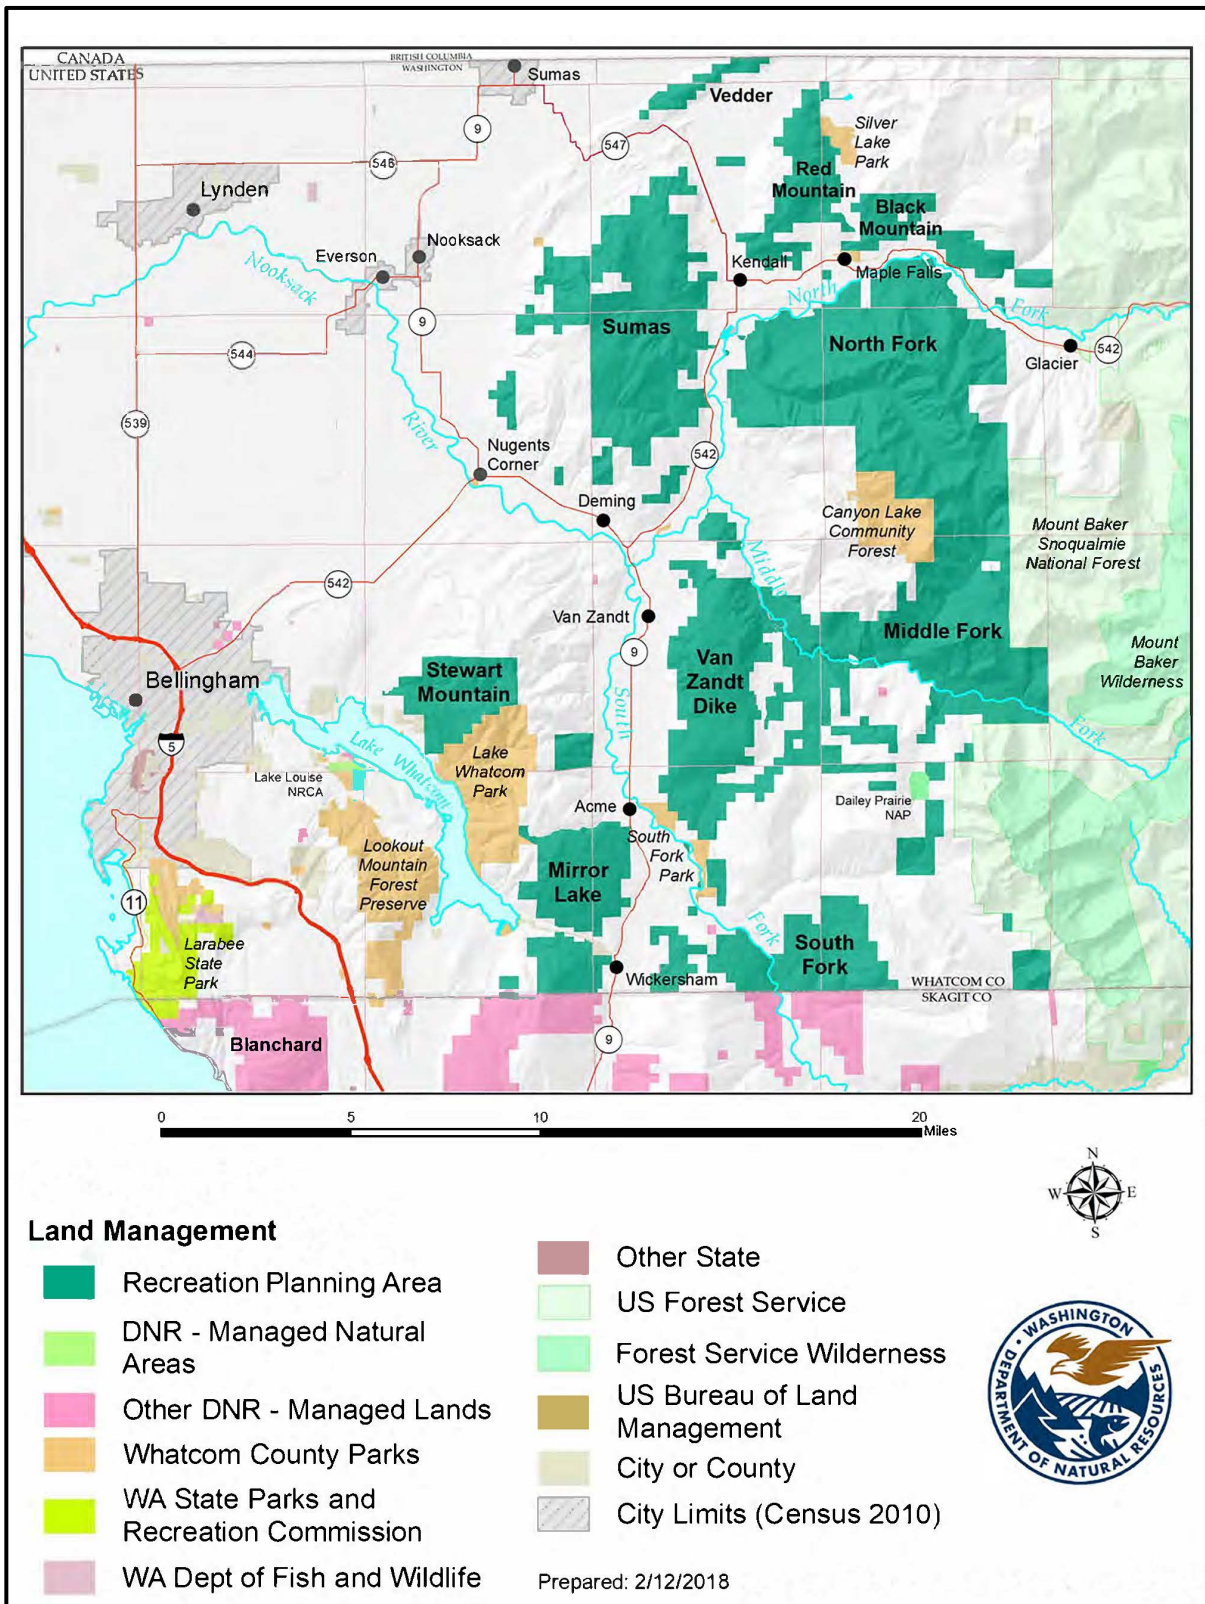 CANADA
UNITED STATES
BRITISH COLUMBIA
WASHINGTON
Sumas
Vedder
9
547
Silver
Lake
Park
546
Red
Mountain
Lynden
Black
Mountain
Nooksack
Everson
Nooksack
Kendall
Maple Falls
North
Fork
9
Sumas
North Fork
544
542
Glacier
539
River
Nugents
Corner
542
Deming
Canyon Lake
Community
Forest
Mount Baker
Snoqualmie
National Forest
Middle
542
Van Zandt
Middle Fork
9
Mount
Baker
Wilderness
Stewart
Mountain
Van
Zandt
Dike
Bellingham
South
Fork
5
Lake Whatcom
Lake
Whatcom
Park
Lake Louise
NRCA
Acme
Dailey Prairie
NAP
South
Fork
Park
Lookout
Mountain
Forest
Preserve
Mirror
Lake
11
Fork
Larabee
State
Park
South
Fork
Wickersham
WHATCOM CO
SKAGIT CO
Blanchard
9
0 5 10 20
Miles
N
W E
S
Land Management
Recreation Planning Area
DNR - Managed Natural
Areas
Other DNR - Managed Lands
Whatcom County Parks
WA State Parks and
Recreation Commission
WA Dept of Fish and Wildlife
Other State
US Forest Service
Forest Service Wilderness
US Bureau of Land
Management
City or County
City Limits (Census 2010)
Prepared: 2/12/2018
WASHINGTON
DEPARTMENT OF NATURAL RESOURCES